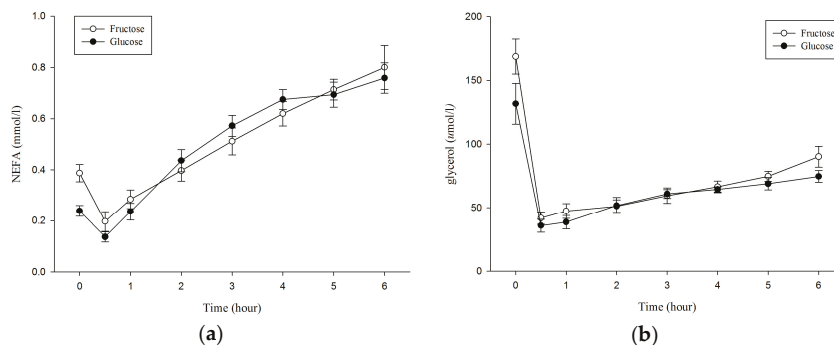 Fructose
Glucose
1.0
0.8
0.6
0.4
0.2
0.0
NEFA (mmol/l)
0
1
2
3
4
5
6
Time (hour)
(a)
Fructose
Glucose
200
150
100
50
0
glycerol (umol/l)
0
1
2
3
4
5
6
Time (hour)
(b)